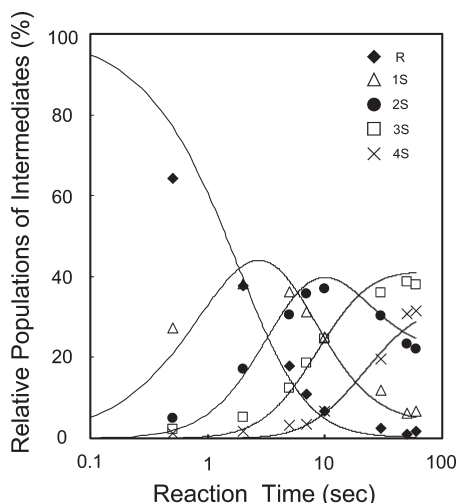 Relative Populations of Intermediates (%)
100
80
60
40
20
0
R
1S
2S
3S
4S
0.1
1
10
100
Reaction Time (sec)